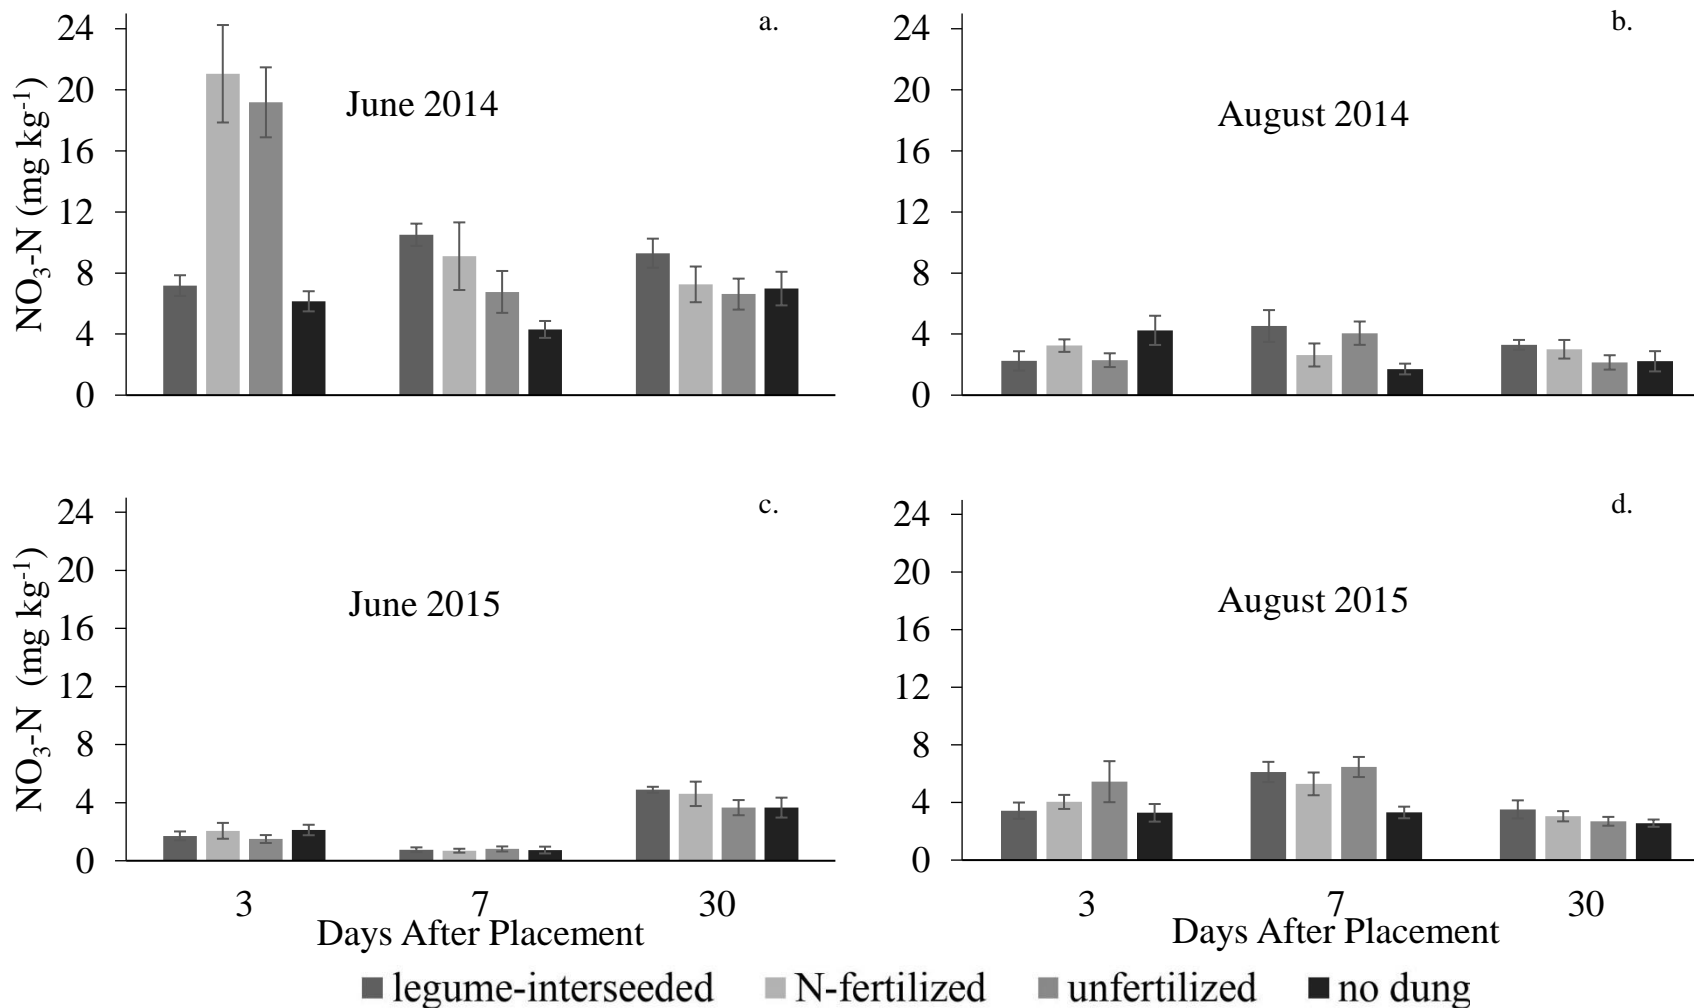 a.
24
20
16
12
8
4
0
NO₃-N (mg kg⁻¹)
June 2014
b.
24
20
16
12
8
4
0
August 2014
c.
24
20
16
12
8
4
0
NO₃-N (mg kg⁻¹)
June 2015
3 7 30
Days After Placement
d.
24
20
16
12
8
4
0
August 2015
3 7 30
Days After Placement
legume-interseeded N-fertilized unfertilized no dung